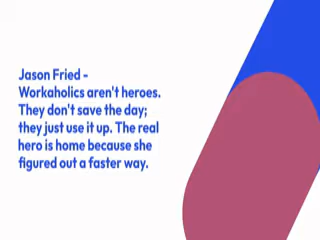 Jason Fried -
Workaholics aren't heroes.
They don't save the day;
they just use it up. The real
hero is home because she
figured out a faster way.